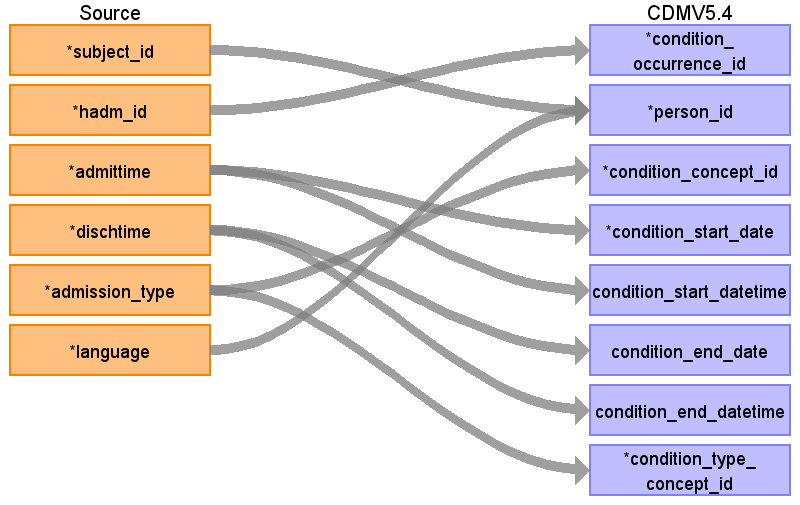 Source
CDMV5.4
*subject_id
*hadm_id
*admittime
*dischtime
*admission_type
*language
*condition_
occurrence_id
*person_id
*condition_concept_id
*condition_start_date
condition_start_datetime
condition_end_date
condition_end_datetime
*condition_type_
concept_id